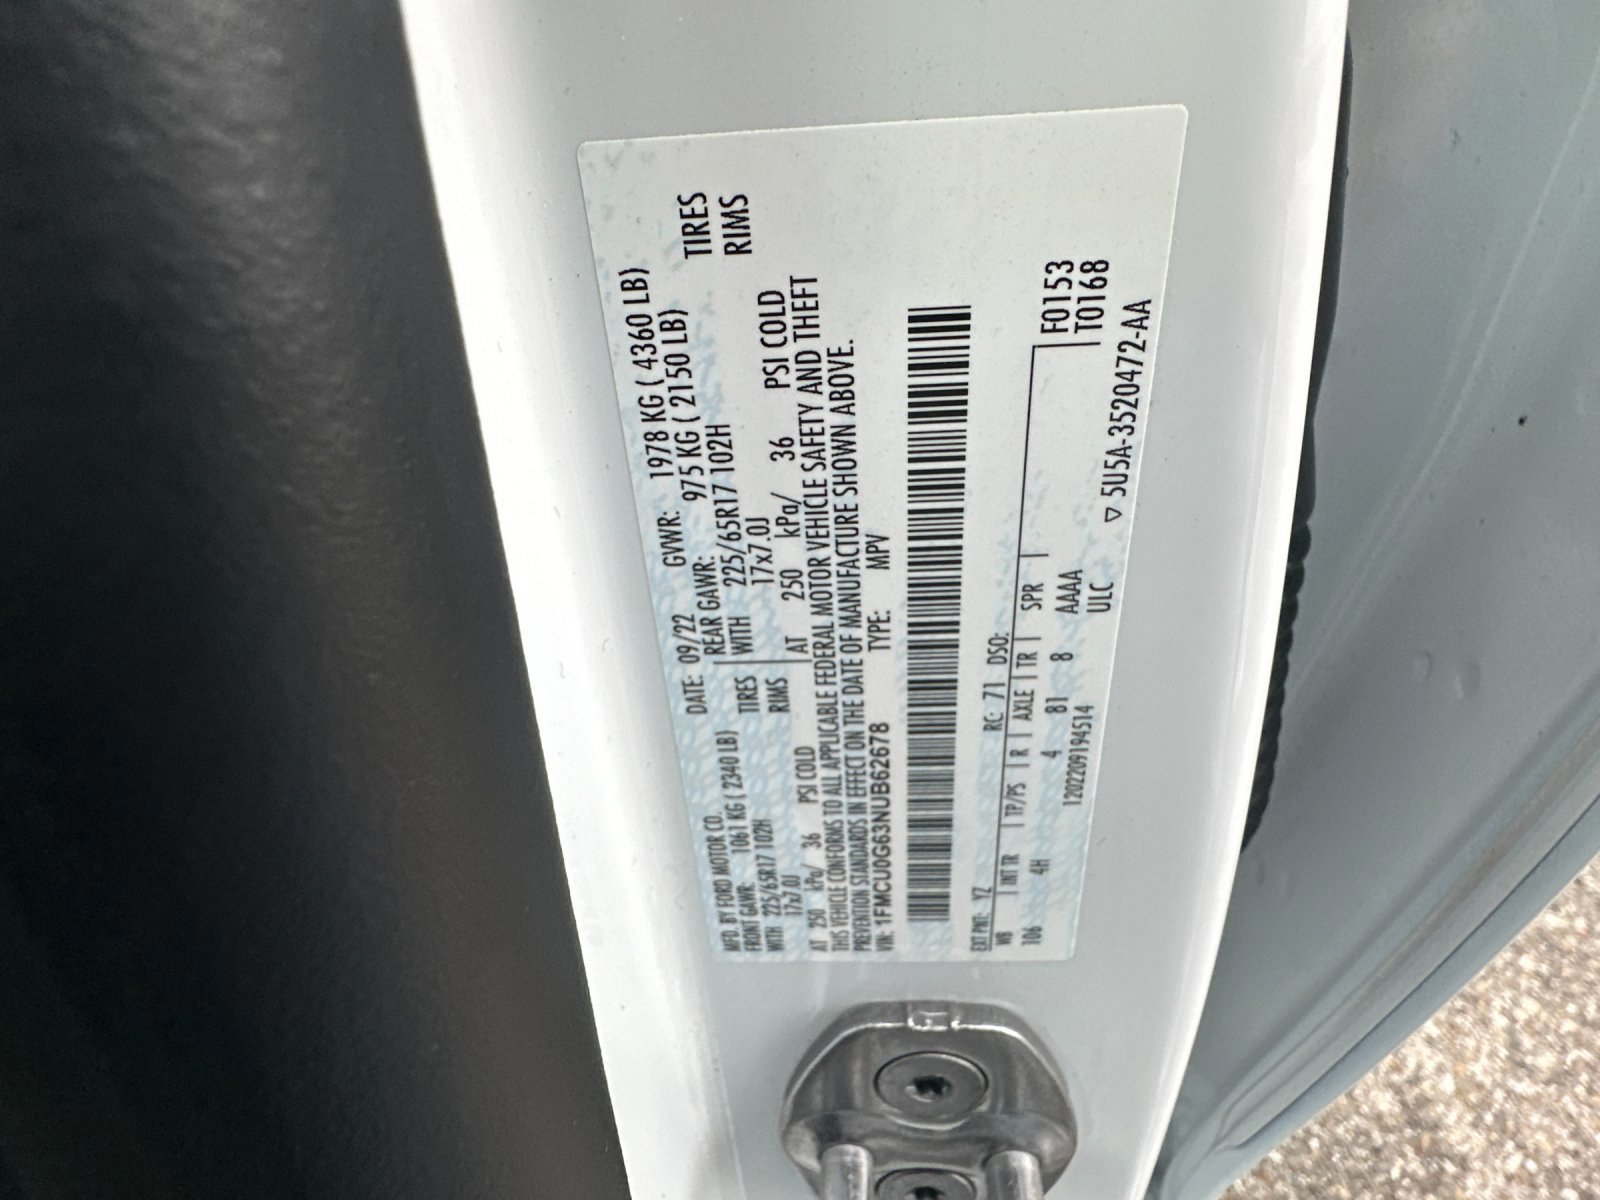 MFD. BY FORD MOTOR CO. DATE: 09/22 GVWR: 1978 KG ( 4360 LB)
FRONT GAWR: 1061 KG ( 2340 LB) REAR GAWR: 975 KG ( 2150 LB)
WITH 225/65R17 102H TIRES WITH 225/65R17 102H TIRES
17x7.0J RIMS 17x7.0J RIMS
AT 250 kPa/ 36 PSI COLD AT 250 kPa/ 36 PSI COLD
THIS VEHICLE CONFORMS TO ALL APPLICABLE FEDERAL MOTOR VEHICLE SAFETY AND THEFT
PREVENTION STANDARDS IN EFFECT ON THE DATE OF MANUFACTURE SHOWN ABOVE.
VIN: 1FMCU0G63NUB62678 TYPE: MPV
EXT PNT: YZ RC: 71 DSO:
WB INT TR TP/PS R AXLE TR SPR F0153
106 4H 4 81 8 AAAA T0168
1202209194514 ULC
▽ 5U5A-3520472-AA